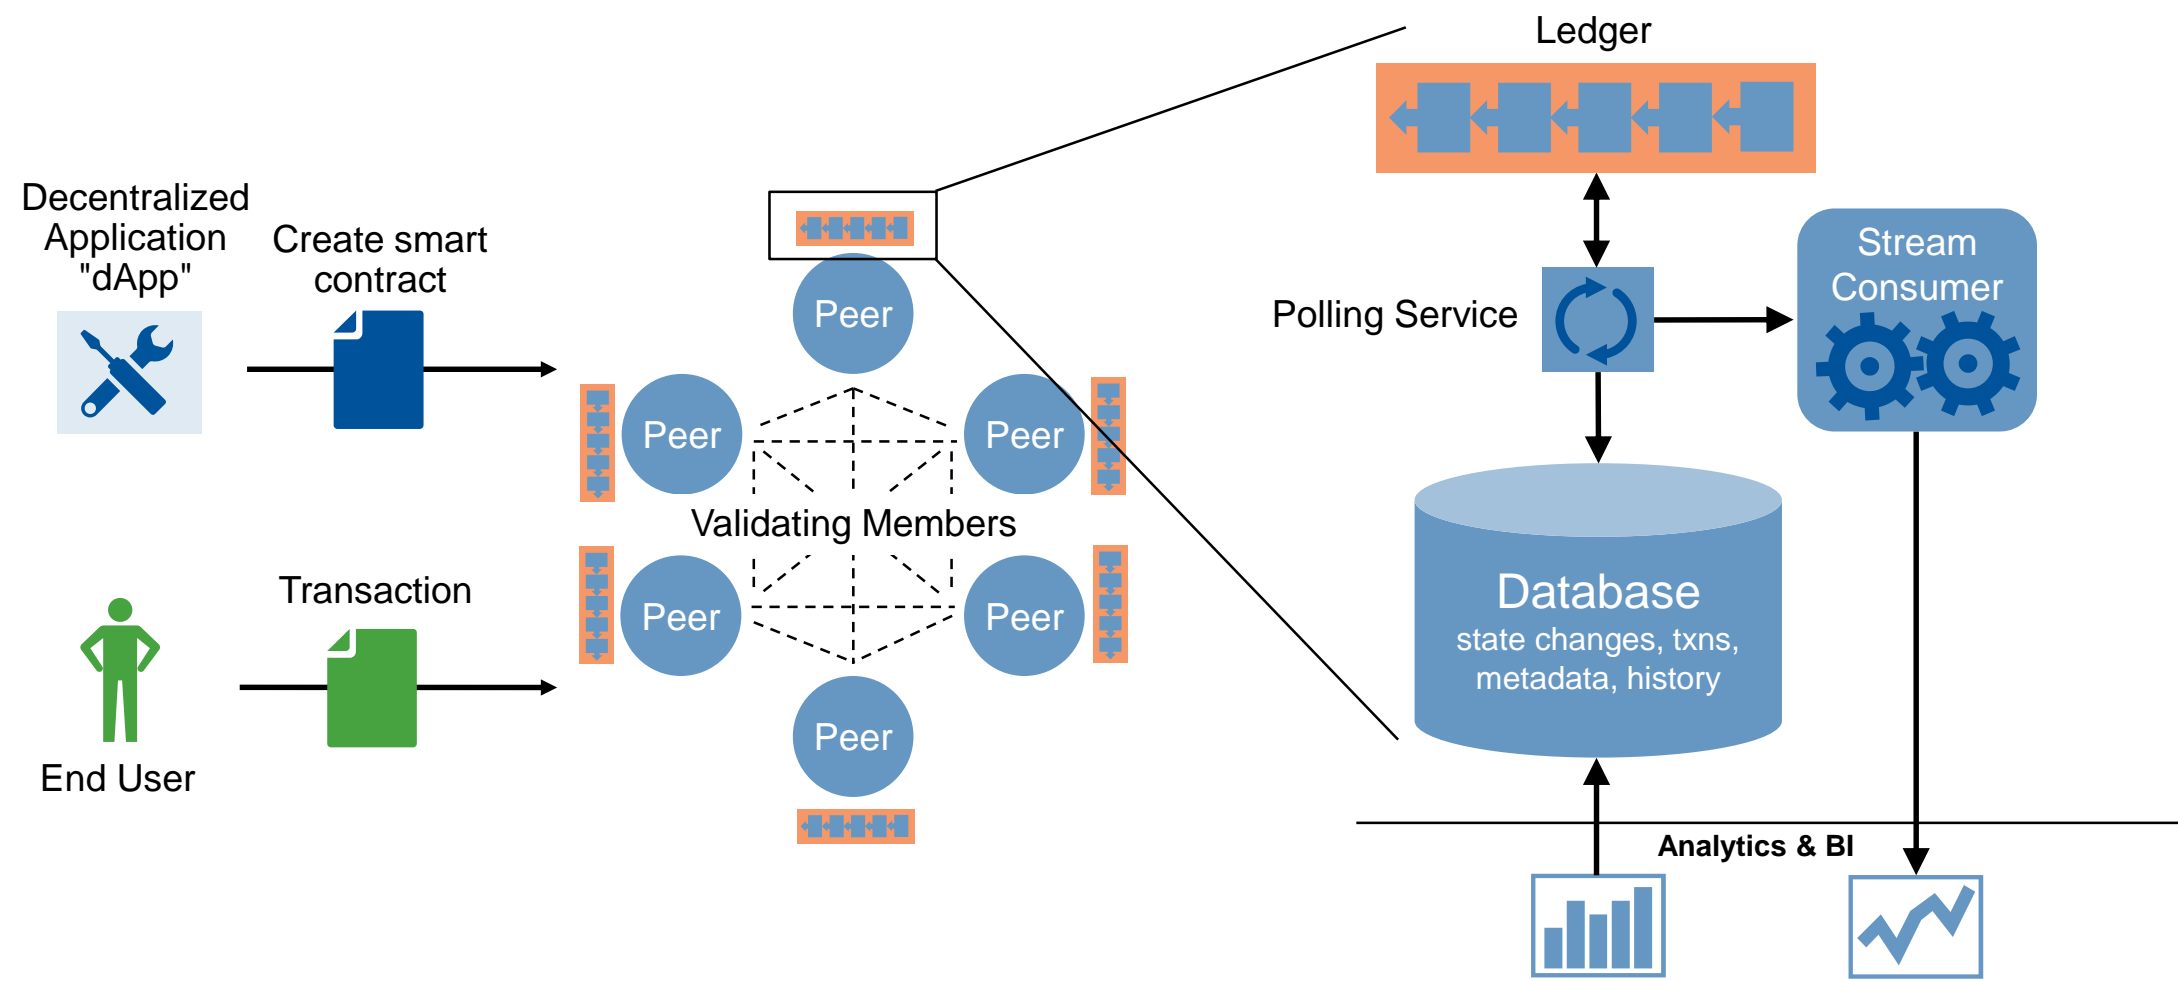 Decentralized
Application
"dApp"
Create smart
contract
Transaction
End User
Peer
Peer
Peer
Validating Members
Peer
Peer
Peer
Ledger
Polling Service
Stream
Consumer
Database
state changes, txns,
metadata, history
Analytics & BI